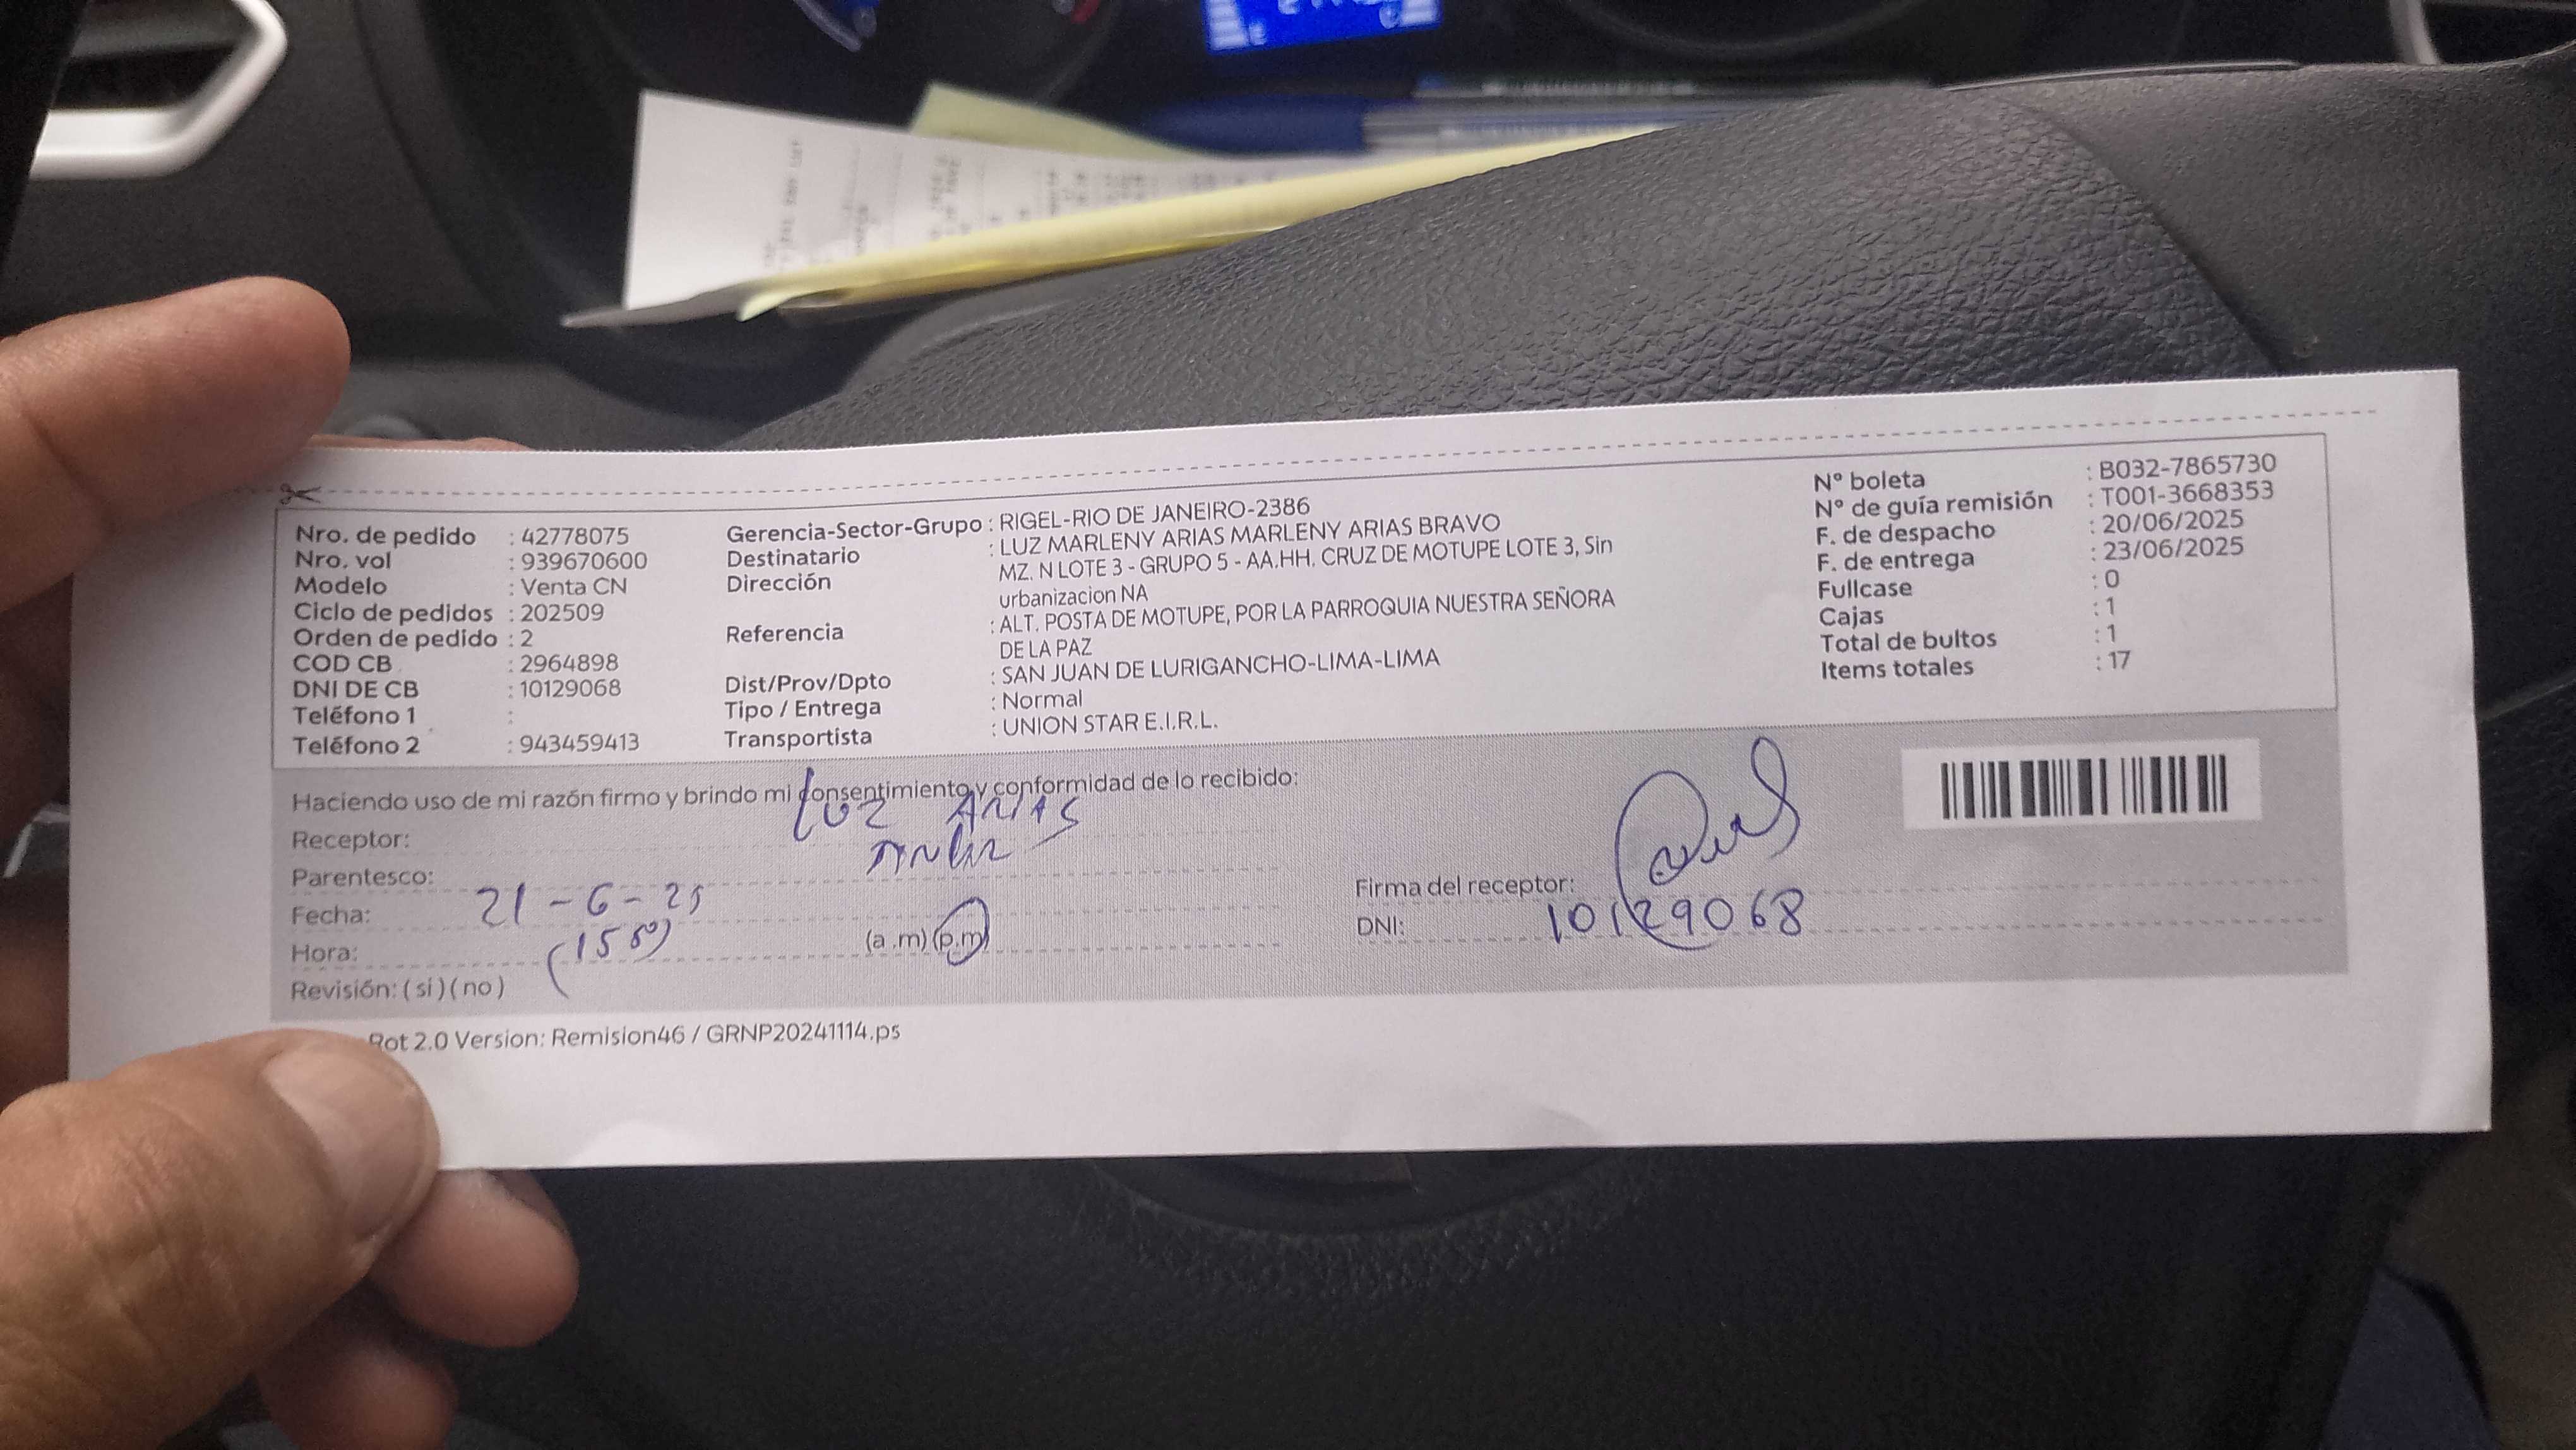 Nro. de pedido : 42778075
Nro. vol : 939670600
Modelo : Venta CN
Ciclo de pedidos : 202509
Orden de pedido : 2
COD CB : 2964898
DNI DE CB : 10129068
Teléfono 1 :
Teléfono 2 : 943459413
Gerencia-Sector-Grupo : RIGEL-RIO DE JANEIRO-2386
Destinatario : LUZ MARLENY ARIAS MARLENY ARIAS BRAVO
Dirección : MZ. N LOTE 3 - GRUPO 5 - AA.HH. CRUZ DE MOTUPE LOTE 3, Sin
urbanizacion NA
Referencia : ALT. POSTA DE MOTUPE, POR LA PARROQUIA NUESTRA SEÑORA
DE LA PAZ
Dist/Prov/Dpto : SAN JUAN DE LURIGANCHO-LIMA-LIMA
Tipo / Entrega : Normal
Transportista : UNION STAR E.I.R.L.
N° boleta : B032-7865730
N° de guía remisión : T001-3668353
F. de despacho : 20/06/2025
F. de entrega : 23/06/2025
Fullcase : 0
Cajas : 1
Total de bultos : 1
Items totales : 17
Haciendo uso de mi razón firmo y brindo mi consentimiento y conformidad de lo recibido:
Receptor: LUZ ARIAS
Parentesco:
Fecha: 21-6-25
Hora: (15 50) (a.m) (p.m)
Revisión: ( si ) ( no )
Firma del receptor:
DNI: 10129068
Rot 2.0 Version: Remision46 / GRNP20241114.ps